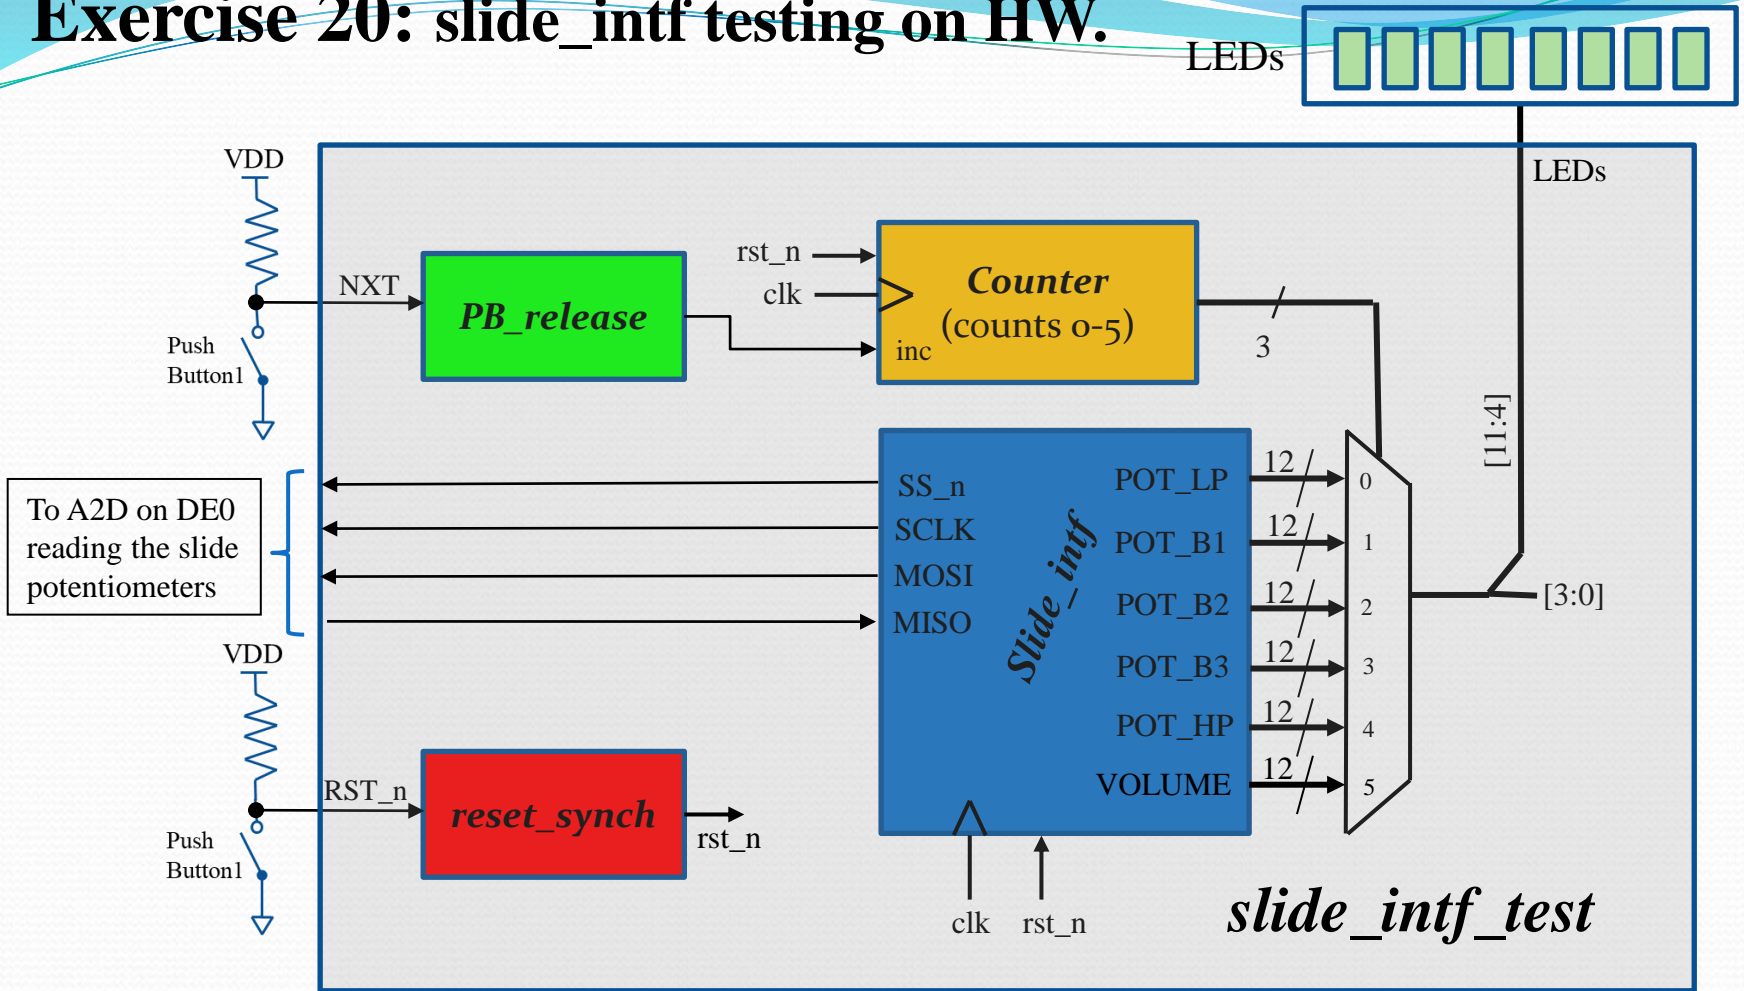 Exercise 20: slide_intf testing on HW.
LEDs
LEDs
VDD
NXT
Push
Button1
PB_release
rst_n
clk
inc
Counter
(counts 0-5)
3
[11:4]
To A2D on DE0
reading the slide
potentiometers
SS_n
SCLK
MOSI
MISO
Slide_intf
POT_LP
POT_B1
POT_B2
POT_B3
POT_HP
VOLUME
12
12
12
12
12
12
0
1
2
3
4
5
[3:0]
VDD
RST_n
Push
Button1
reset_synch
rst_n
clk
rst_n
slide_intf_test